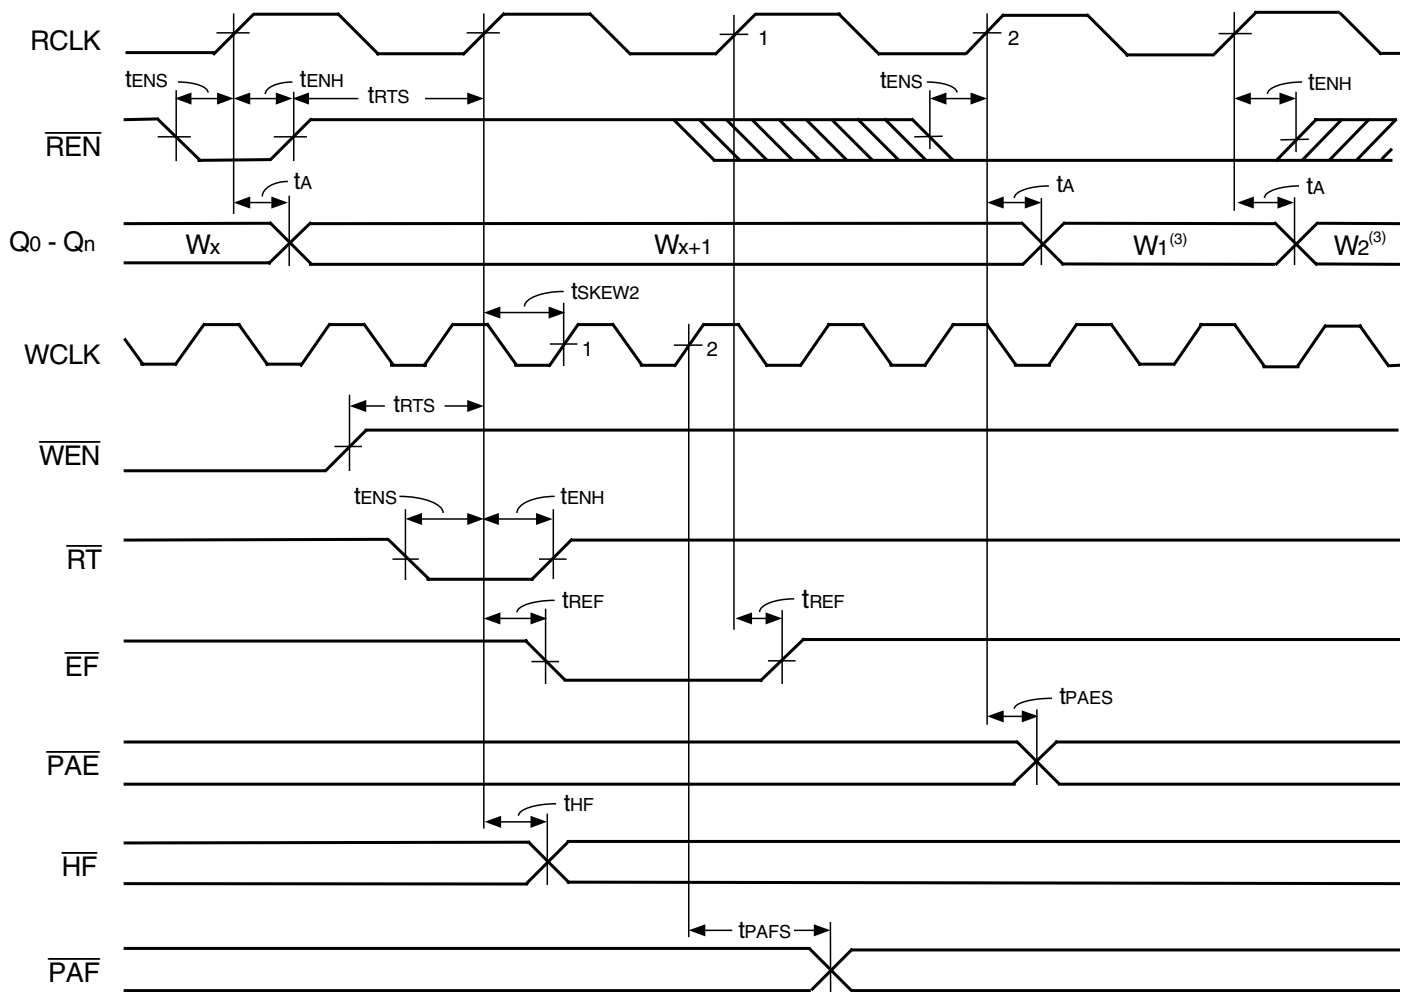 RCLK 1 2
tENS tENH tRTS tENS tENH
REN
tA tA tA
Q0 - Qn Wx Wx+1 W1(3) W2(3)
tSKEW2
WCLK 1 2
tRTS
WEN
tENS tENH
RT
tREF tREF
EF
tPAES
PAE
tHF
HF
tPAFS
PAF